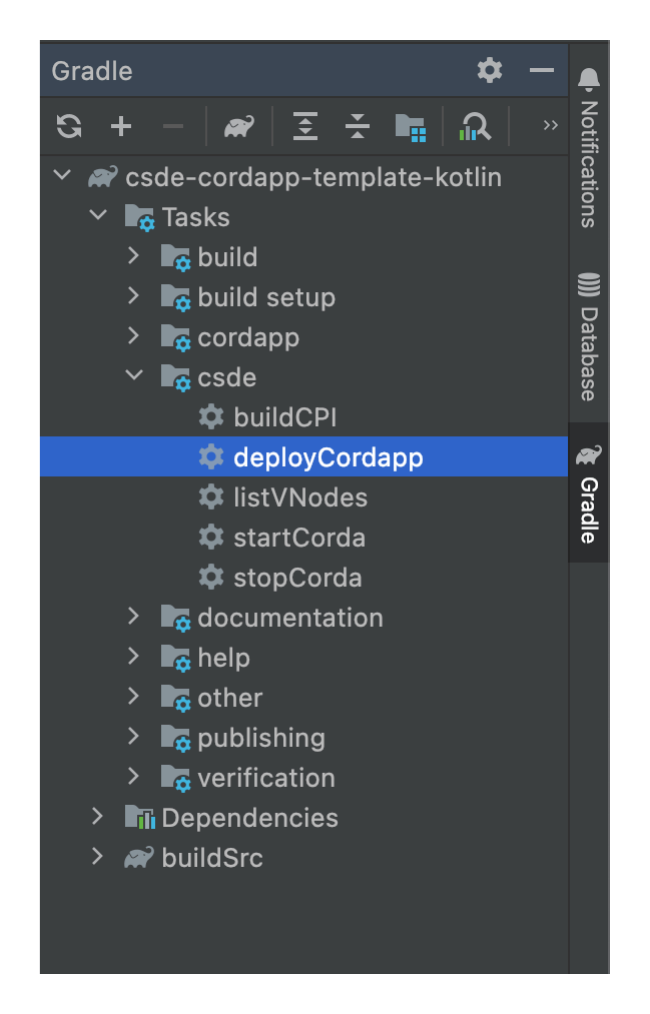 Gradle
csde-cordapp-template-kotlin
Tasks
build
build setup
cordapp
csde
buildCPI
deployCordapp
listVNodes
startCorda
stopCorda
documentation
help
other
publishing
verification
Dependencies
buildSrc
Notifications
Database
Gradle